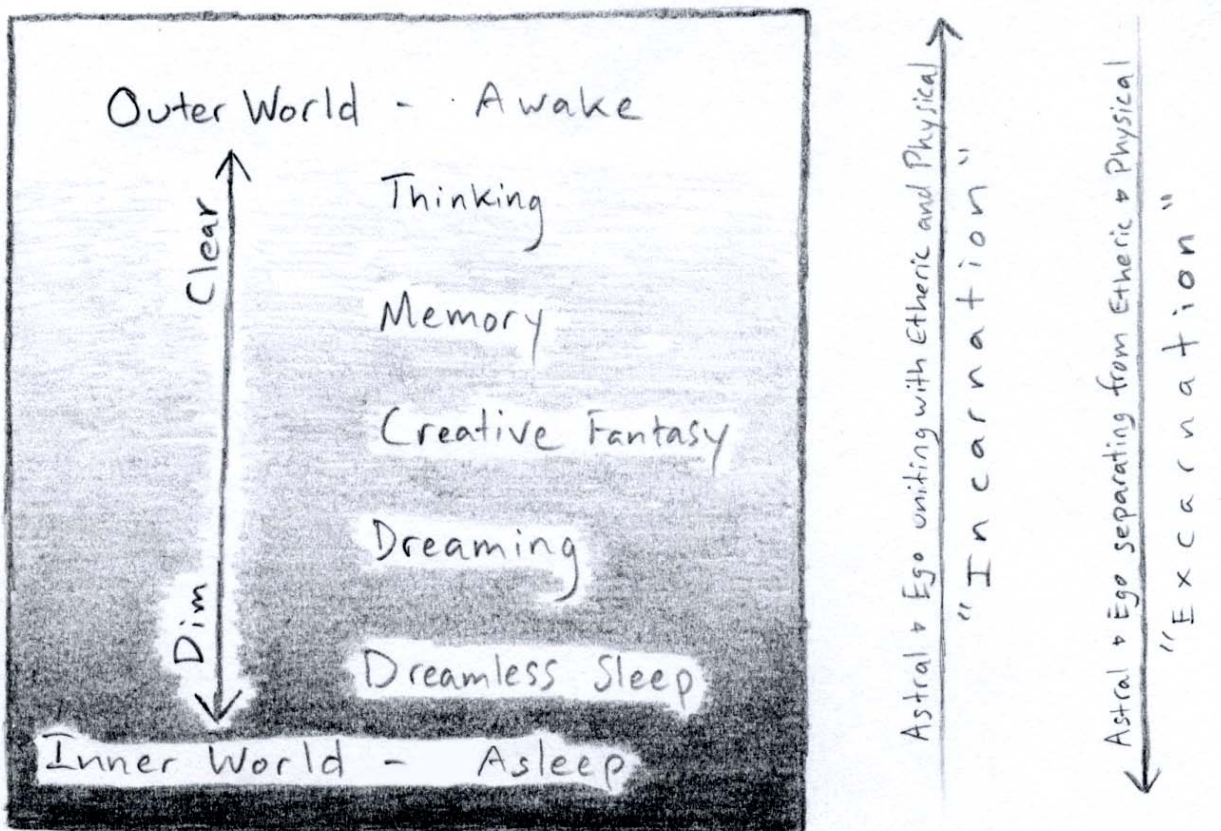 Outer World - Awake
Clear
Thinking
Memory
Creative Fantasy
Dreaming
Dim
Dreamless Sleep
Inner World - Asleep
Astral & Ego uniting with Etheric and Physical
"Incarnation"
Astral & Ego separating from Etheric & Physical
"Excarnation"